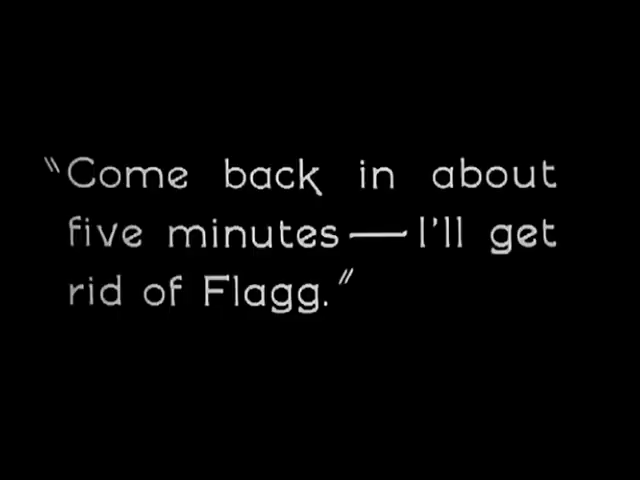 “Come back in about
five minutes—I'll get
rid of Flagg.”